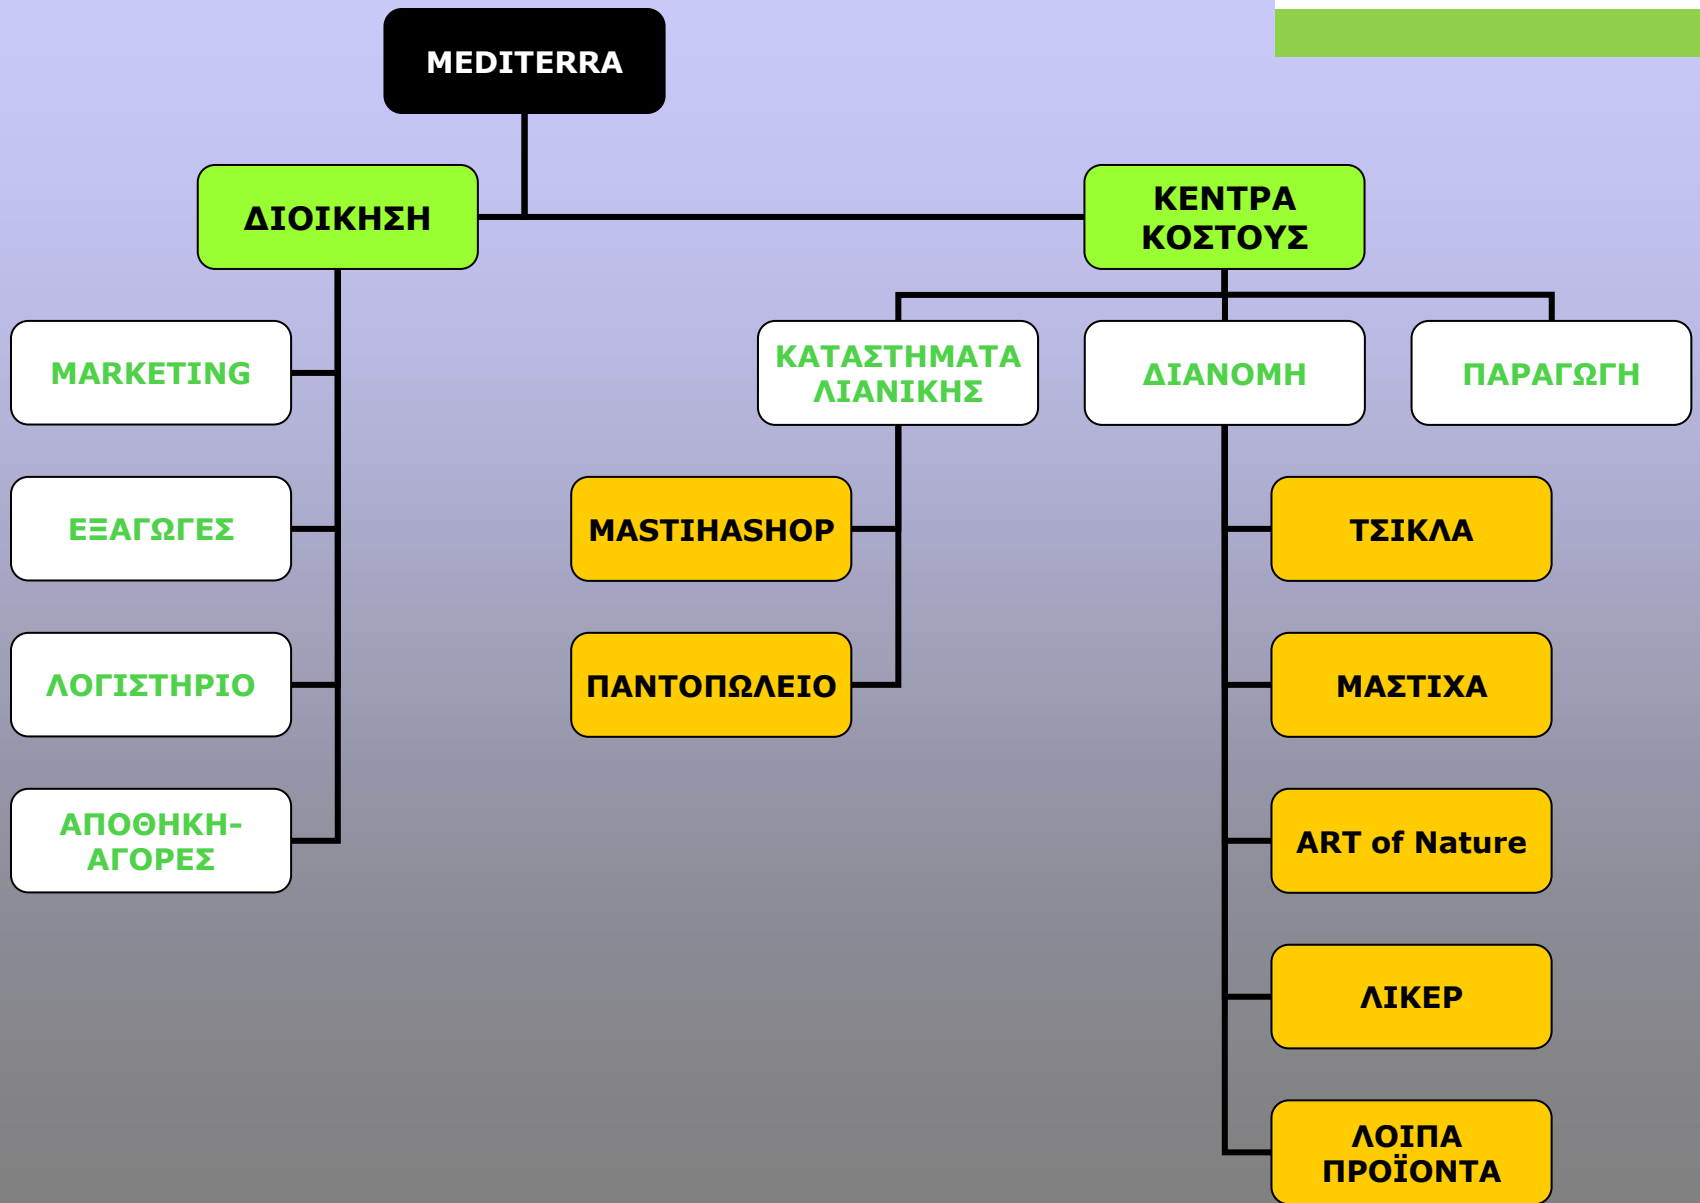 MEDITERRA
ΔΙΟΙΚΗΣΗ
ΚΕΝΤΡΑ
ΚΟΣΤΟΥΣ
MARKETING
ΚΑΤΑΣΤΗΜΑΤΑ
ΛΙΑΝΙΚΗΣ
ΔΙΑΝΟΜΗ
ΠΑΡΑΓΩΓΗ
ΕΞΑΓΩΓΕΣ
MASTIHASHOP
ΤΣΙΚΛΑ
ΛΟΓΙΣΤΗΡΙΟ
ΠΑΝΤΟΠΩΛΕΙΟ
ΜΑΣΤΙΧΑ
ΑΠΟΘΗΚΗ-
ΑΓΟΡΕΣ
ART of Nature
ΛΙΚΕΡ
ΛΟΙΠΑ
ΠΡΟΪΟΝΤΑ